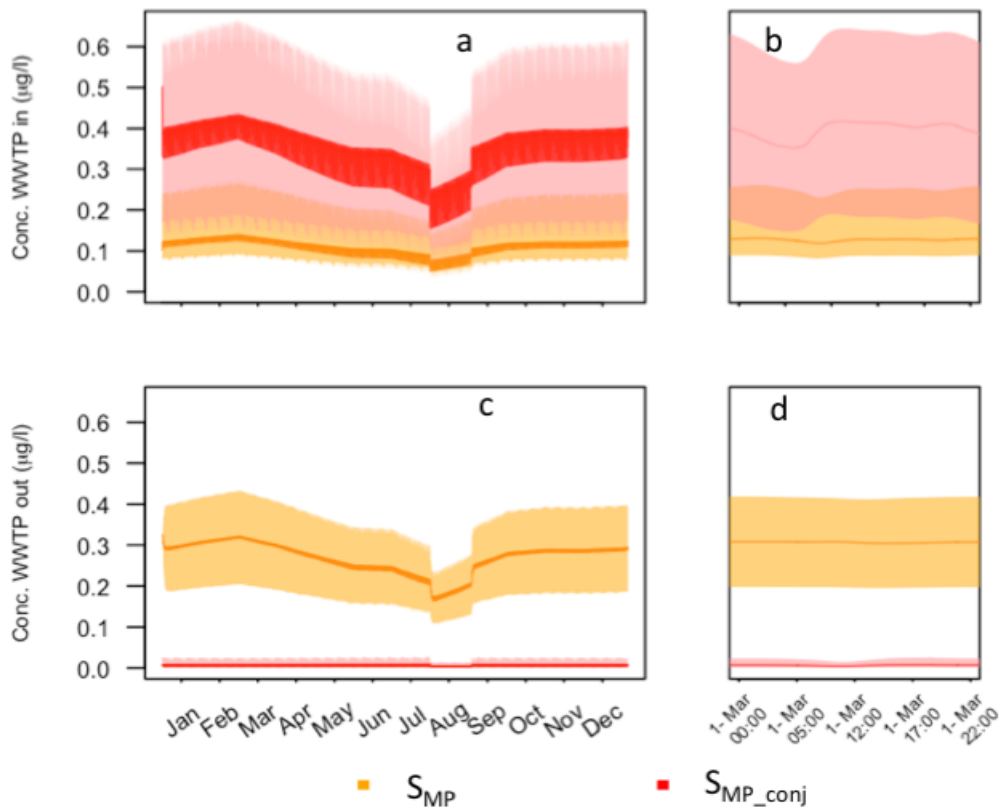 Conc. WWTP in (µg/l)
0.6
0.5
0.4
0.3
0.2
0.1
0.0
a
b
Conc. WWTP out (µg/l)
0.6
0.5
0.4
0.3
0.2
0.1
0.0
c
d
Jan Feb Mar Apr May Jun Jul Aug Sep Oct Nov Dec
1- Mar
00:00
1- Mar
05:00
1- Mar
12:00
1- Mar
17:00
1- Mar
22:00
SMP
SMP_conj